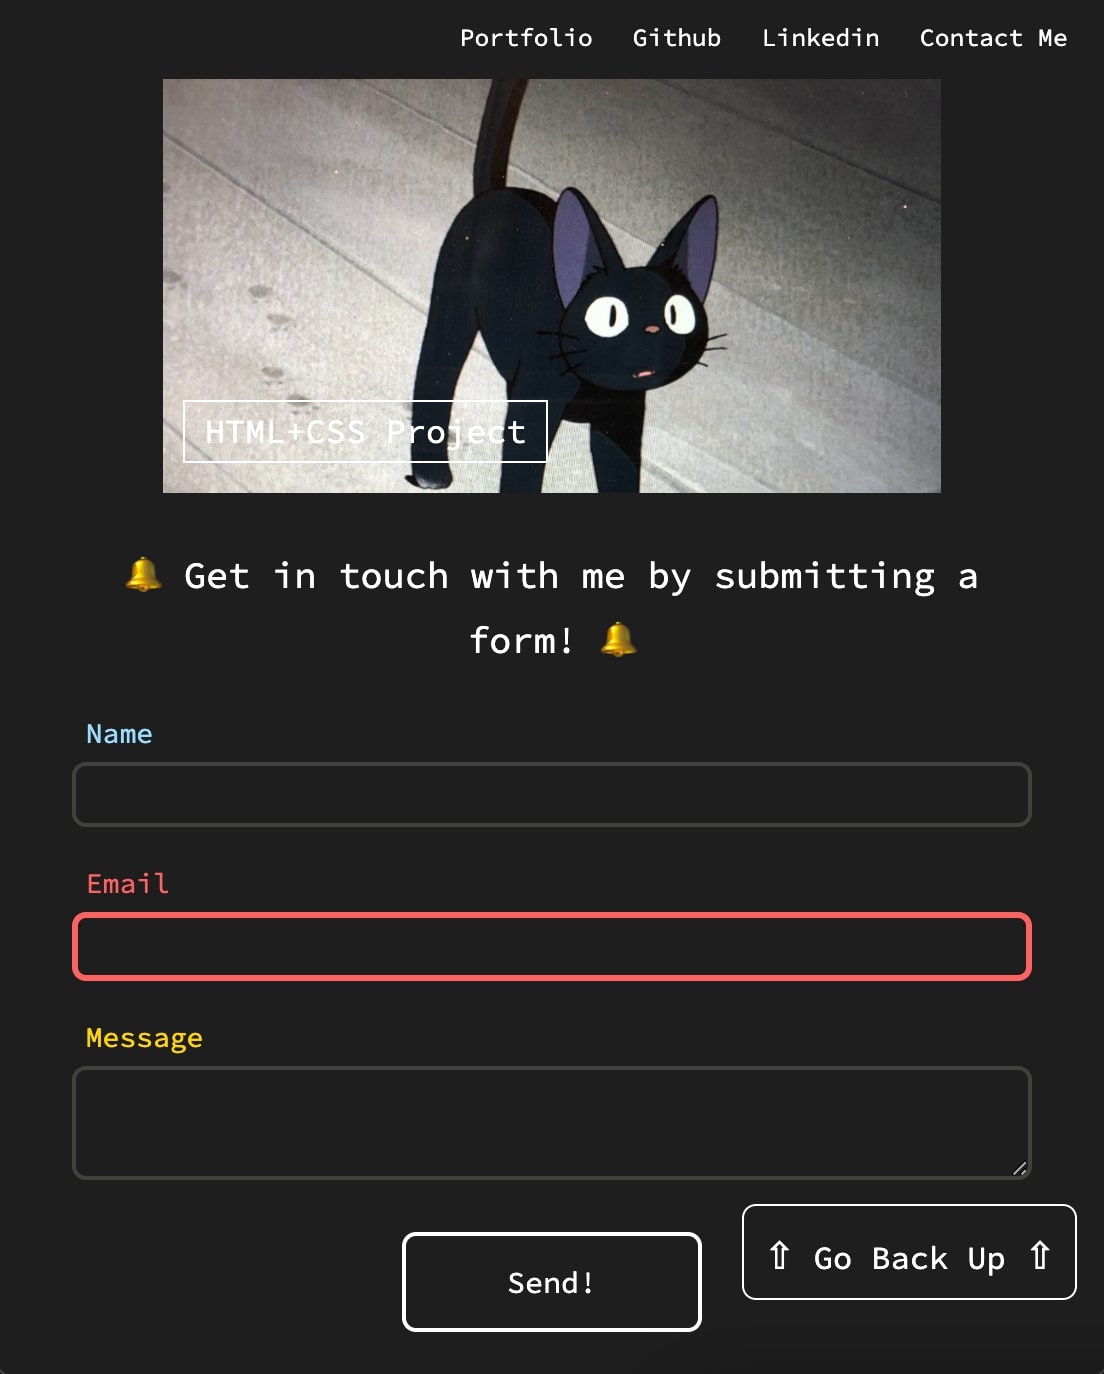 Portfolio Github Linkedin Contact Me
HTML+CSS Project
🔔 Get in touch with me by submitting a
form! 🔔
Name
Email
Message
Send!
⇧ Go Back Up ⇧